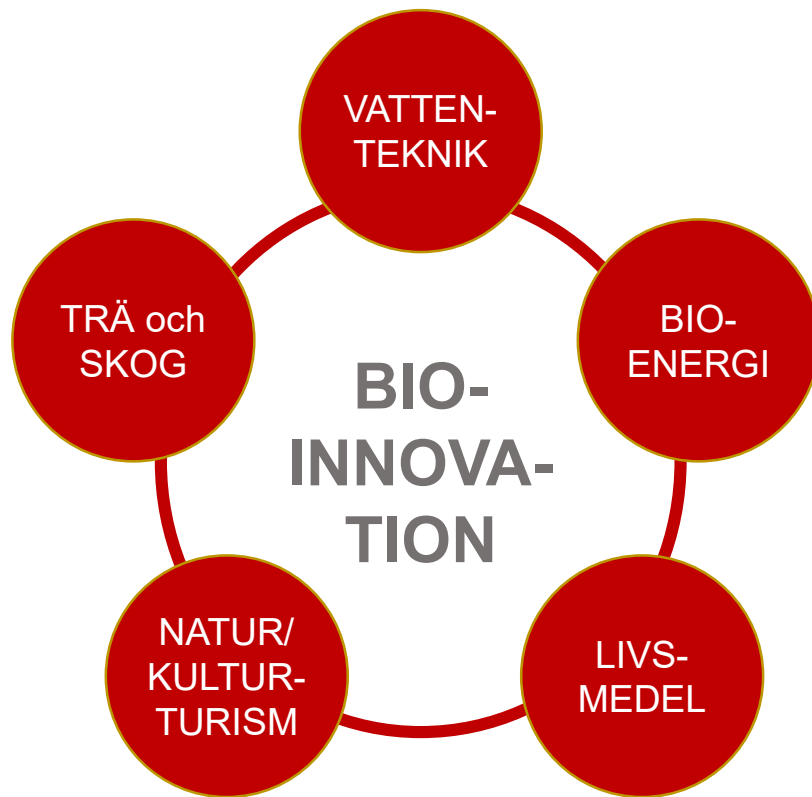 VATTEN-
TEKNIK
BIO-
ENERGI
LIVS-
MEDEL
NATUR/
KULTUR-
TURISM
TRÄ och
SKOG
BIO-
INNOVA-
TION